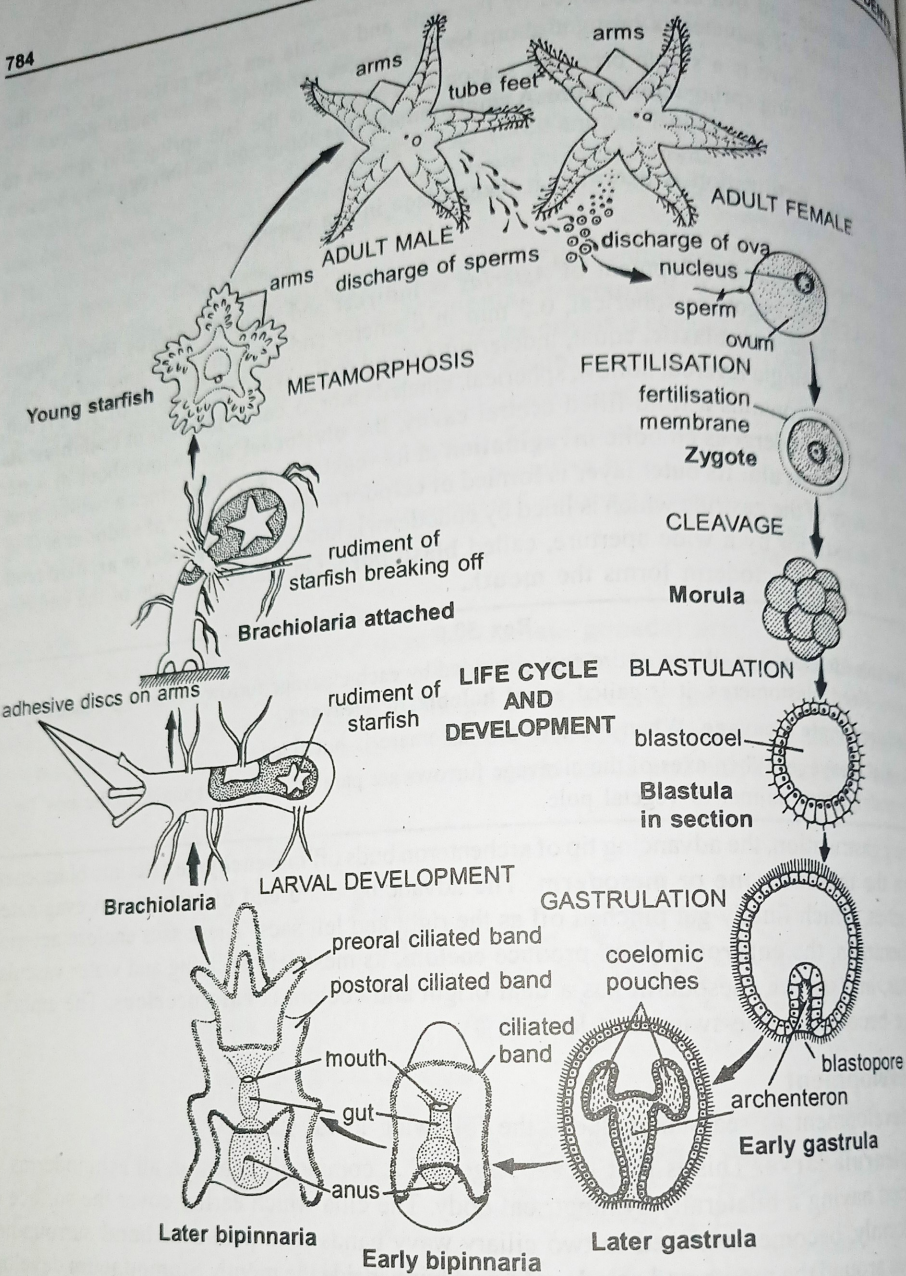 784
arms
arms
tube feet
ADULT MALE
ADULT FEMALE
discharge of sperms
discharge of ova
nucleus
sperm
ovum
arms
METAMORPHOSIS
FERTILISATION
Young starfish
fertilisation
membrane
Zygote
CLEAVAGE
rudiment of
starfish breaking off
Morula
Brachiolaria attached
adhesive discs on arms
rudiment of
starfish
LIFE CYCLE
AND
DEVELOPMENT
BLASTULATION
blastocoel
Blastula
in section
LARVAL DEVELOPMENT
Brachiolaria
GASTRULATION
preoral ciliated band
postoral ciliated band
coelomic
pouches
ciliated
band
mouth
gut
anus
blastopore
archenteron
Early gastrula
Later bipinnaria
Early bipinnaria
Later gastrula